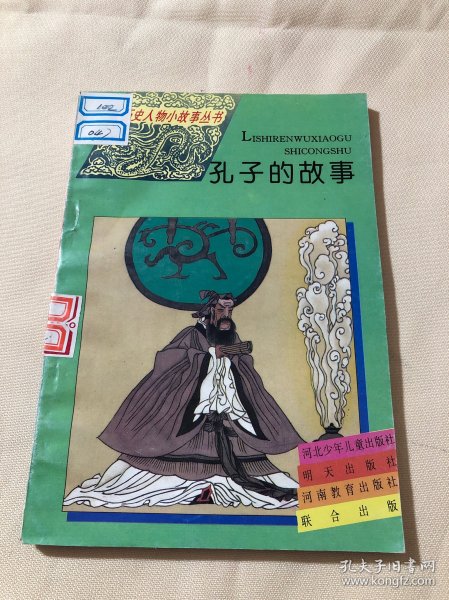 102
047
史人物小故事丛书
LISHIRENWUXIAOGU
SHICONGSHU
孔子的故事
河北少年儿童出版社
明天出版社
河南教育出版社
联合出版
孔夫子旧书网
www.kongfz.com